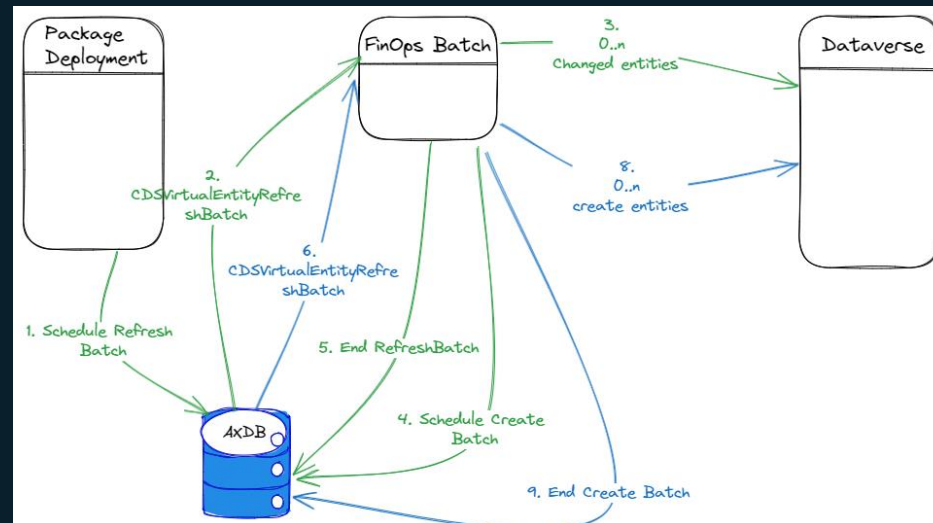 Package
Deployment
FinOps Batch
3.
0..n
Changed entities
Dataverse
2.
CDSVirtualEntityRefre
shBatch
8.
0..n
create entities
6.
CDSVirtualEntityRefre
shBatch
1. Schedule Refresh
Batch
5. End RefreshBatch
4. Schedule Create
Batch
AXDB
9. End Create Batch